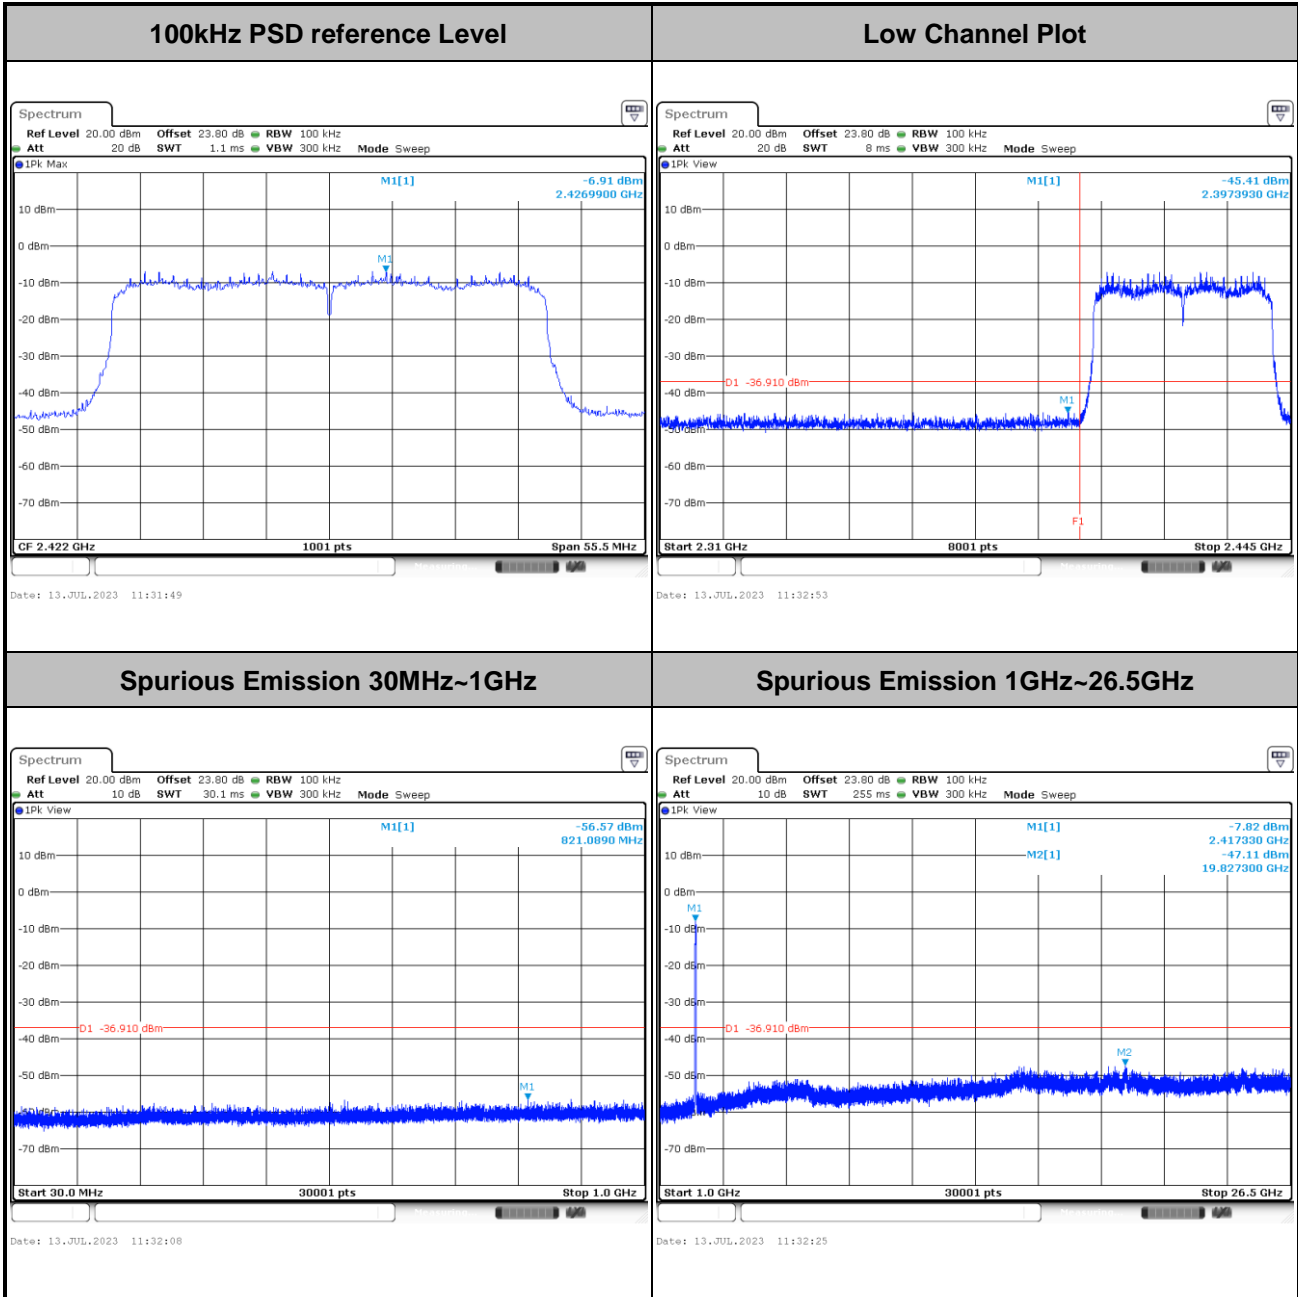 100kHz PSD reference Level
Low Channel Plot
Spectrum
Ref Level 20.00 dBm Offset 23.80 dB RBW 100 kHz
Att 20 dB SWT 1.1 ms VBW 300 kHz Mode Sweep
1Pk Max
M1[1] -6.91 dBm
2.4269900 GHz
10 dBm
0 dBm
M1
-10 dBm
-20 dBm
-30 dBm
-40 dBm
-50 dBm
-60 dBm
-70 dBm
CF 2.422 GHz 1001 pts Span 55.5 MHz
Measuring...
Date: 13.JUL.2023 11:31:49
Spectrum
Ref Level 20.00 dBm Offset 23.80 dB RBW 100 kHz
Att 20 dB SWT 8 ms VBW 300 kHz Mode Sweep
1Pk View
M1[1] -45.41 dBm
2.3973930 GHz
10 dBm
0 dBm
-10 dBm
-20 dBm
-30 dBm
D1 -36.910 dBm
-40 dBm
M1
-50 dBm
-60 dBm
-70 dBm
F1
Start 2.31 GHz 8001 pts Stop 2.445 GHz
Measuring...
Date: 13.JUL.2023 11:32:53
Spurious Emission 30MHz~1GHz
Spurious Emission 1GHz~26.5GHz
Spectrum
Ref Level 20.00 dBm Offset 23.80 dB RBW 100 kHz
Att 10 dB SWT 30.1 ms VBW 300 kHz Mode Sweep
1Pk View
M1[1] -56.57 dBm
821.0890 MHz
10 dBm
0 dBm
-10 dBm
-20 dBm
-30 dBm
D1 -36.910 dBm
-40 dBm
-50 dBm
M1
-60 dBm
-70 dBm
Start 30.0 MHz 30001 pts Stop 1.0 GHz
Measuring...
Date: 13.JUL.2023 11:32:08
Spectrum
Ref Level 20.00 dBm Offset 23.80 dB RBW 100 kHz
Att 10 dB SWT 255 ms VBW 300 kHz Mode Sweep
1Pk View
M1[1] -7.82 dBm
2.417330 GHz
M2[1] -47.11 dBm
19.827300 GHz
10 dBm
0 dBm
M1
-10 dBm
-20 dBm
-30 dBm
D1 -36.910 dBm
-40 dBm
M2
-50 dBm
-60 dBm
-70 dBm
Start 1.0 GHz 30001 pts Stop 26.5 GHz
Measuring...
Date: 13.JUL.2023 11:32:25